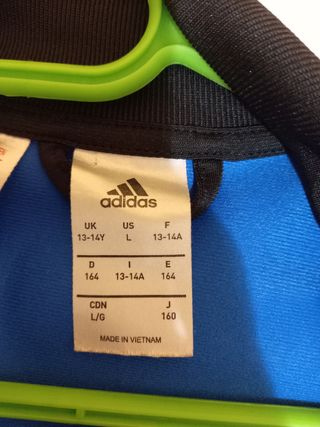 adidas
UK US F
13-14Y L 13-14A
D I E
164 13-14A 164
CDN J
L/G 160
MADE IN VIETNAM